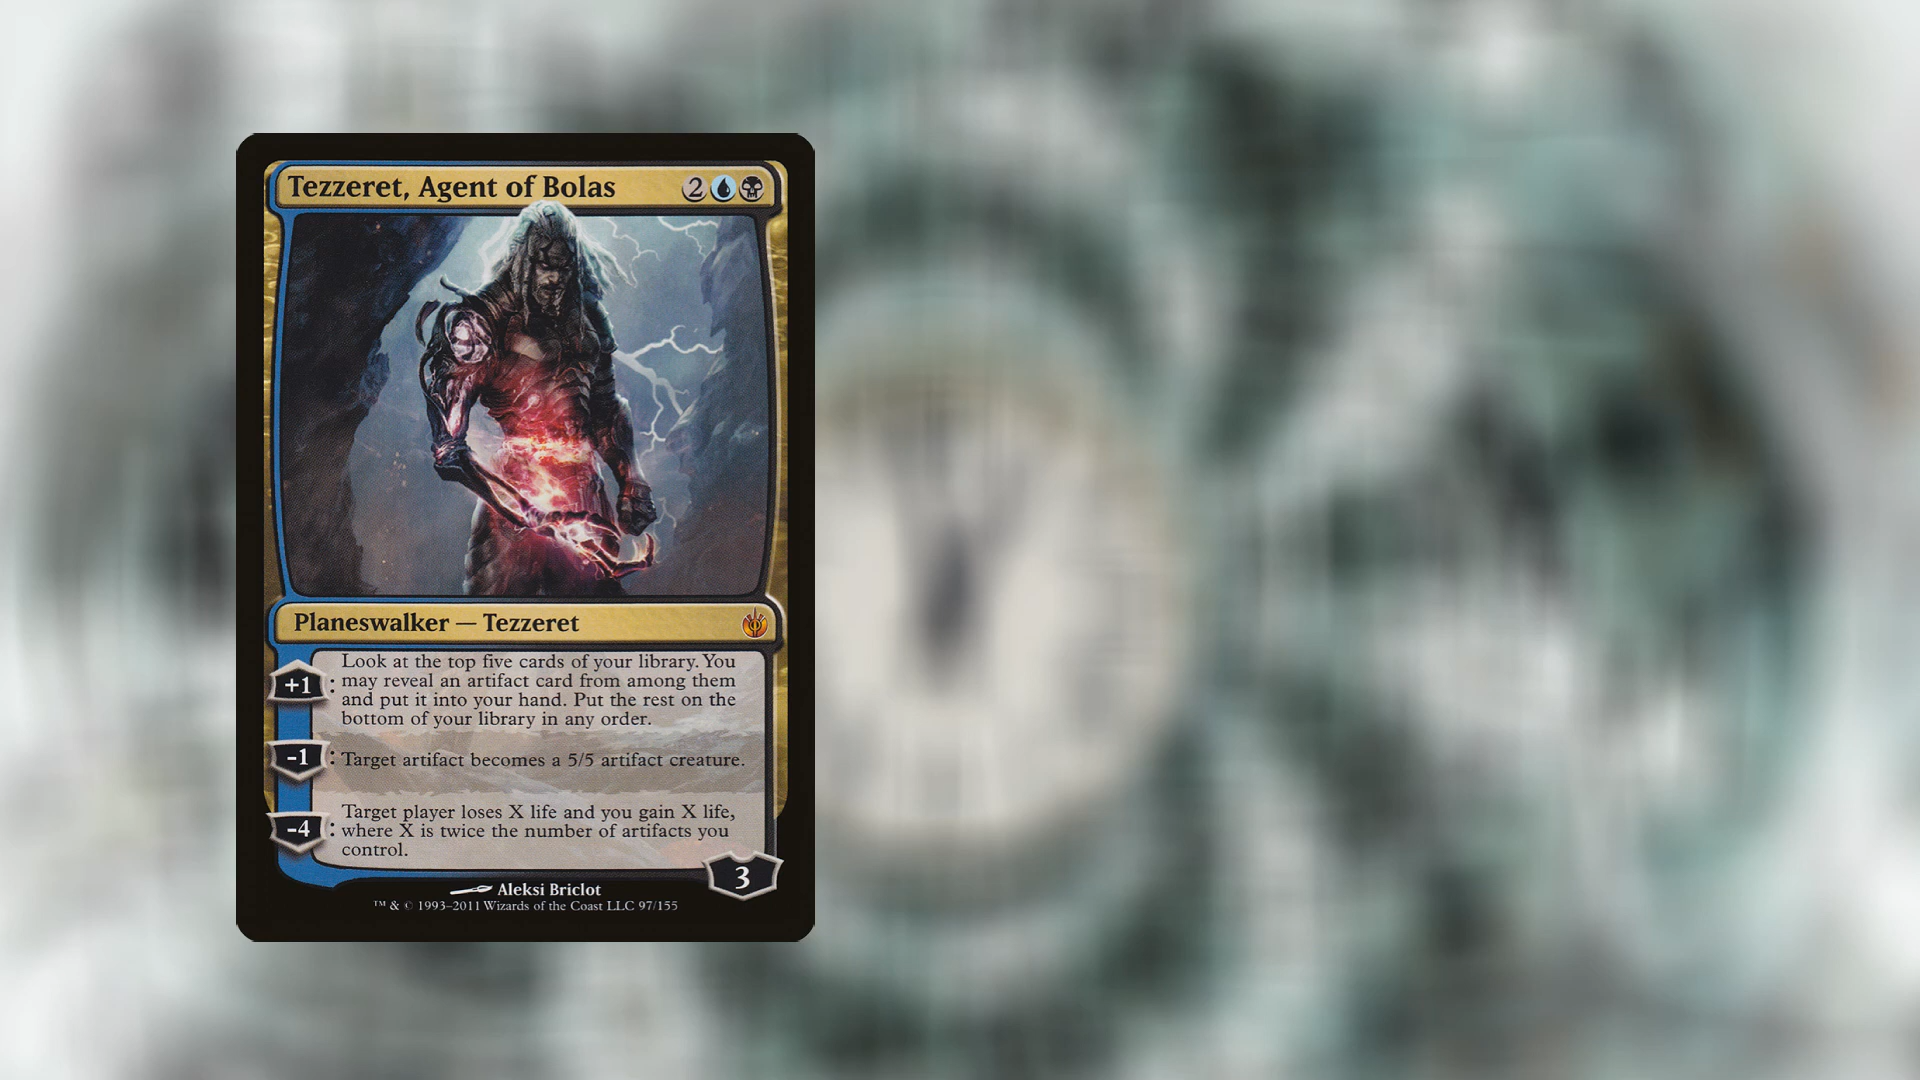 Tezzeret, Agent of Bolas 2
Planeswalker — Tezzeret
+1: Look at the top five cards of your library. You
may reveal an artifact card from among them
and put it into your hand. Put the rest on the
bottom of your library in any order.
-1: Target artifact becomes a 5/5 artifact creature.
-4: Target player loses X life and you gain X life,
where X is twice the number of artifacts you
control.
3
Aleksi Briclot
™ & © 1993–2011 Wizards of the Coast LLC 97/155